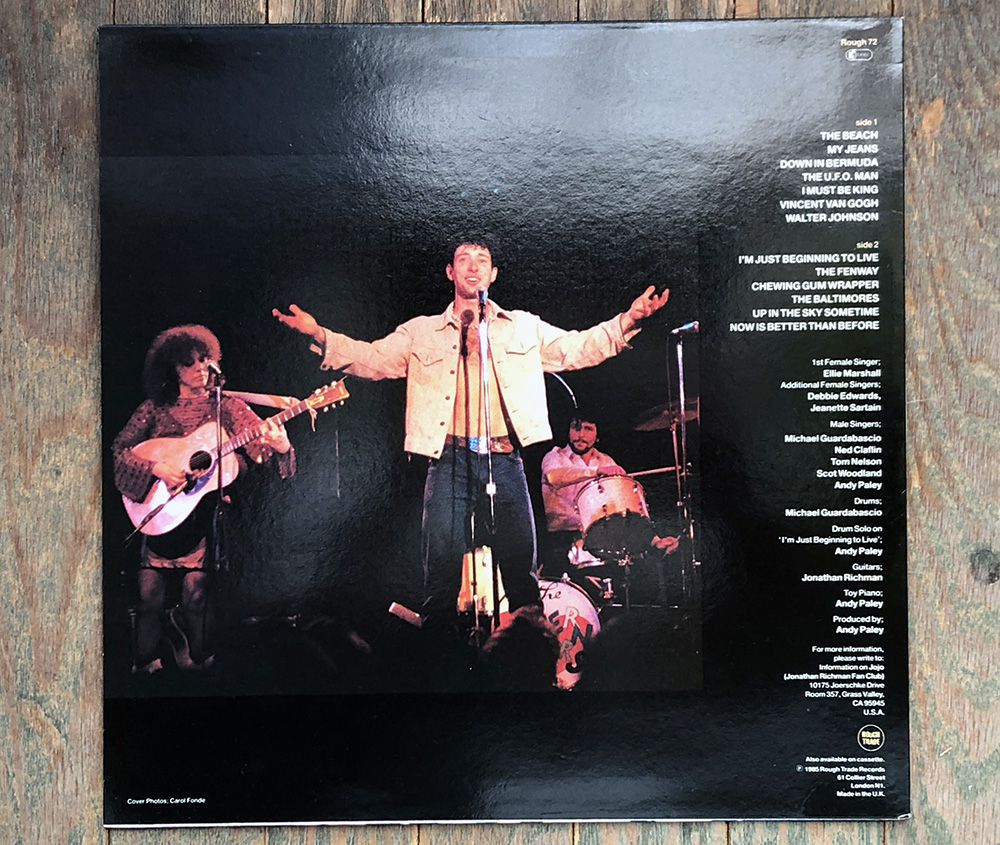 Rough 72
side 1
THE BEACH
MY JEANS
DOWN IN BERMUDA
THE U.F.O. MAN
I MUST BE KING
VINCENT VAN GOGH
WALTER JOHNSON
side 2
I'M JUST BEGINNING TO LIVE
THE FENWAY
CHEWING GUM WRAPPER
THE BALTIMORES
UP IN THE SKY SOMETIME
NOW IS BETTER THAN BEFORE
1st Female Singer;
Ellie Marshall
Additional Female Singers;
Debbie Edwards,
Jeanette Sartain
Male Singers;
Michael Guardabascio
Ned Claflin
Tom Nelson
Scot Woodland
Andy Paley
Drums;
Michael Guardabascio
Drum Solo on
'I'm Just Beginning to Live';
Andy Paley
Guitars;
Jonathan Richman
Toy Piano;
Andy Paley
Produced by;
Andy Paley
For more information,
please write to:
Information on Jojo
(Jonathan Richman Fan Club)
10175 Joerschke Drive
Room 357, Grass Valley,
CA 95945
U.S.A.
ROUGH
TRADE
Also available on cassette.
℗ 1985 Rough Trade Records
61 Collier Street
London N1.
Made in the U.K.
Cover Photos; Carol Fonde
The
ERN
RS